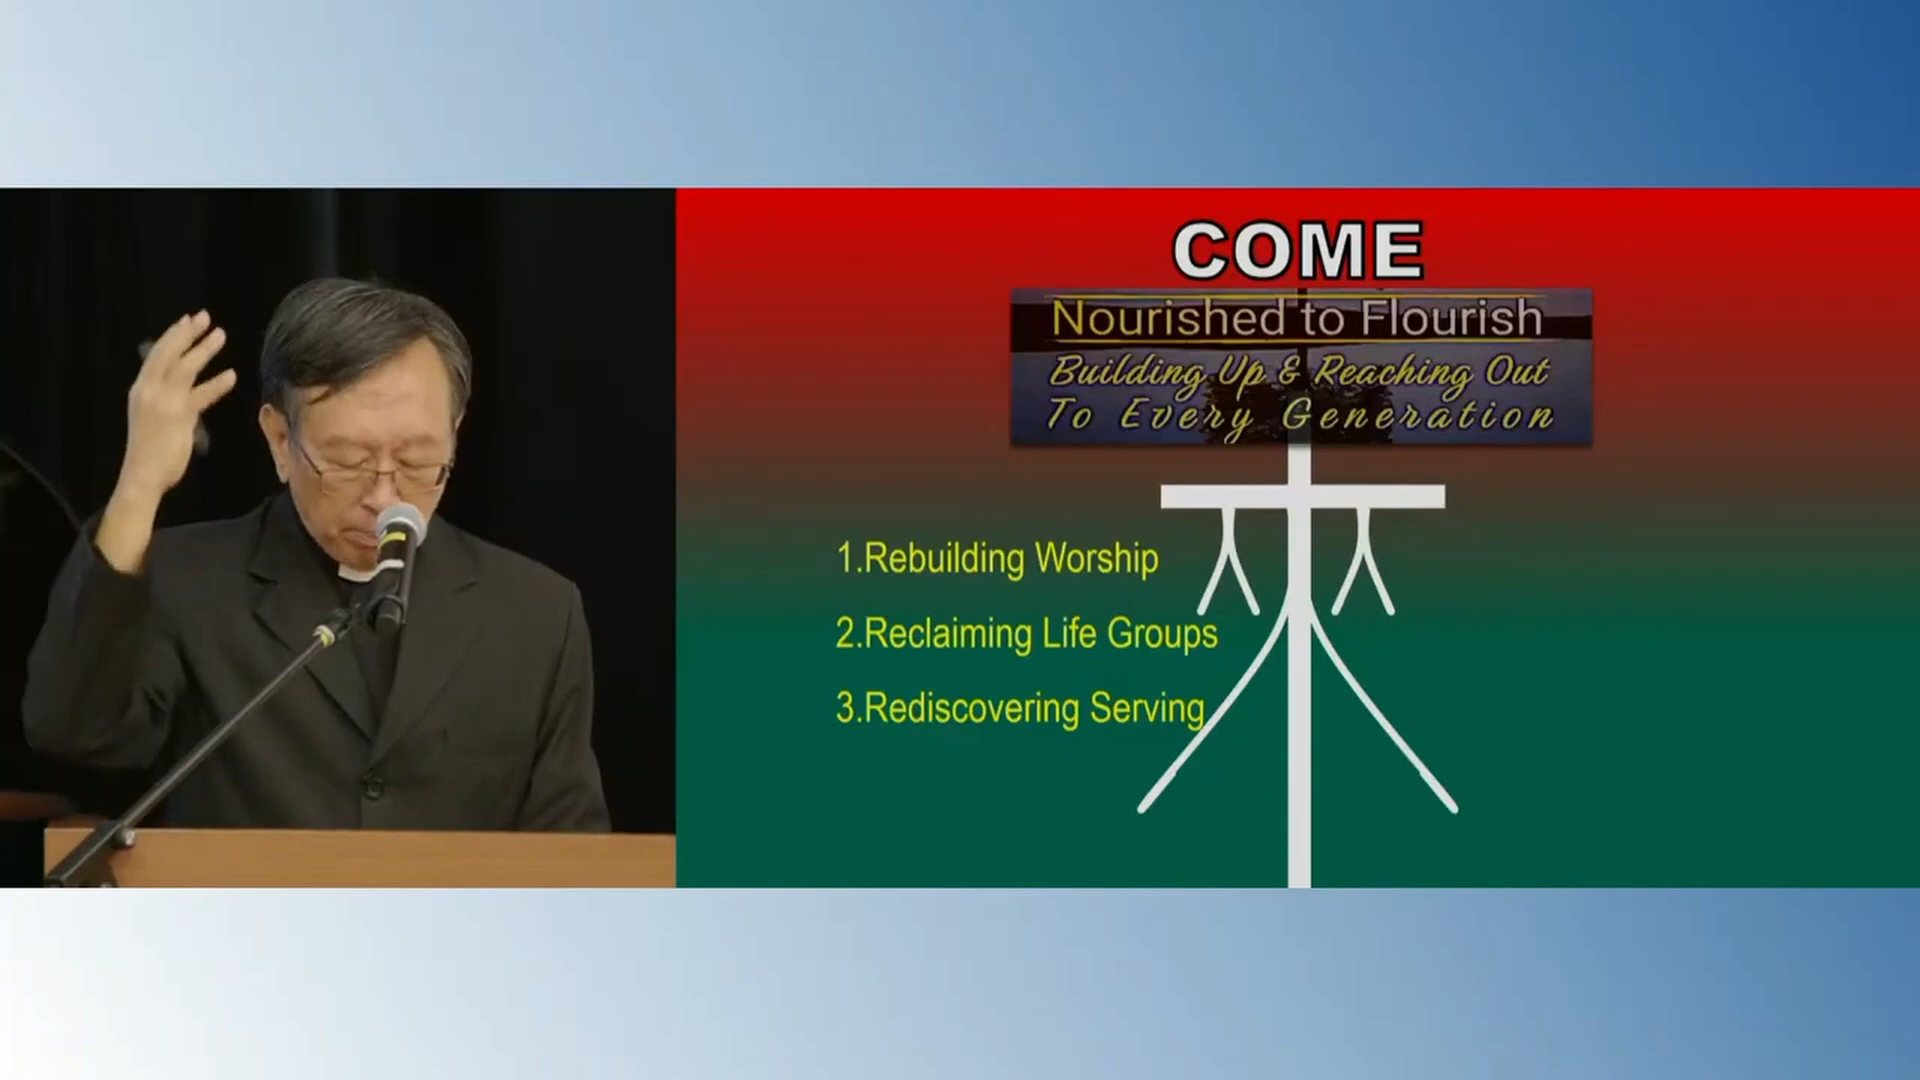 COME
Nourished to Flourish
Building Up & Reaching Out
To Every Generation
1.Rebuilding Worship
2.Reclaiming Life Groups
3.Rediscovering Serving